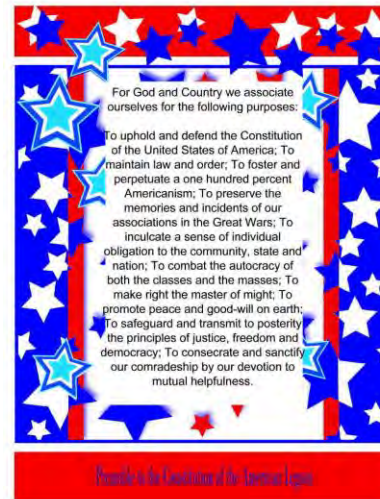 For God and Country we associate
ourselves for the following purposes:
To uphold and defend the Constitution
of the United States of America; To
maintain law and order; To foster and
perpetuate a one hundred percent
Americanism; To preserve the
memories and incidents of our
associations in the Great Wars; To
inculcate a sense of individual
obligation to the community, state and
nation; To combat the autocracy of
both the classes and the masses; To
make right the master of might; To
promote peace and good-will on earth;
To safeguard and transmit to posterity
the principles of justice, freedom and
democracy; To consecrate and sanctify
our comradeship by our devotion to
mutual helpfulness.
Preamble to the Constitution of the American Legion